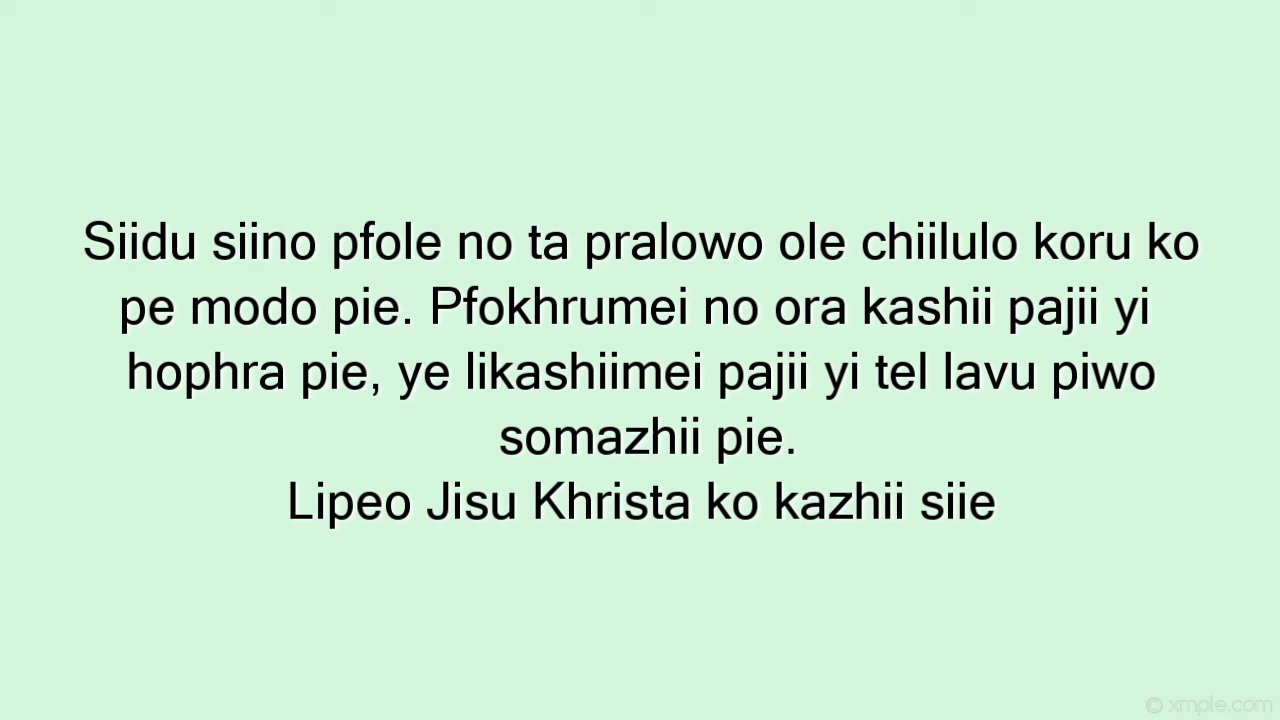 Siidu siino pfole no ta pralowo ole chiilulo koru ko
pe modo pie. Pfokhrumei no ora kashii pajii yi
hophra pie, ye likashiimei pajii yi tel lavu piwo
somazhii pie.
Lipeo Jisu Khrista ko kazhii siie
© xmple.com